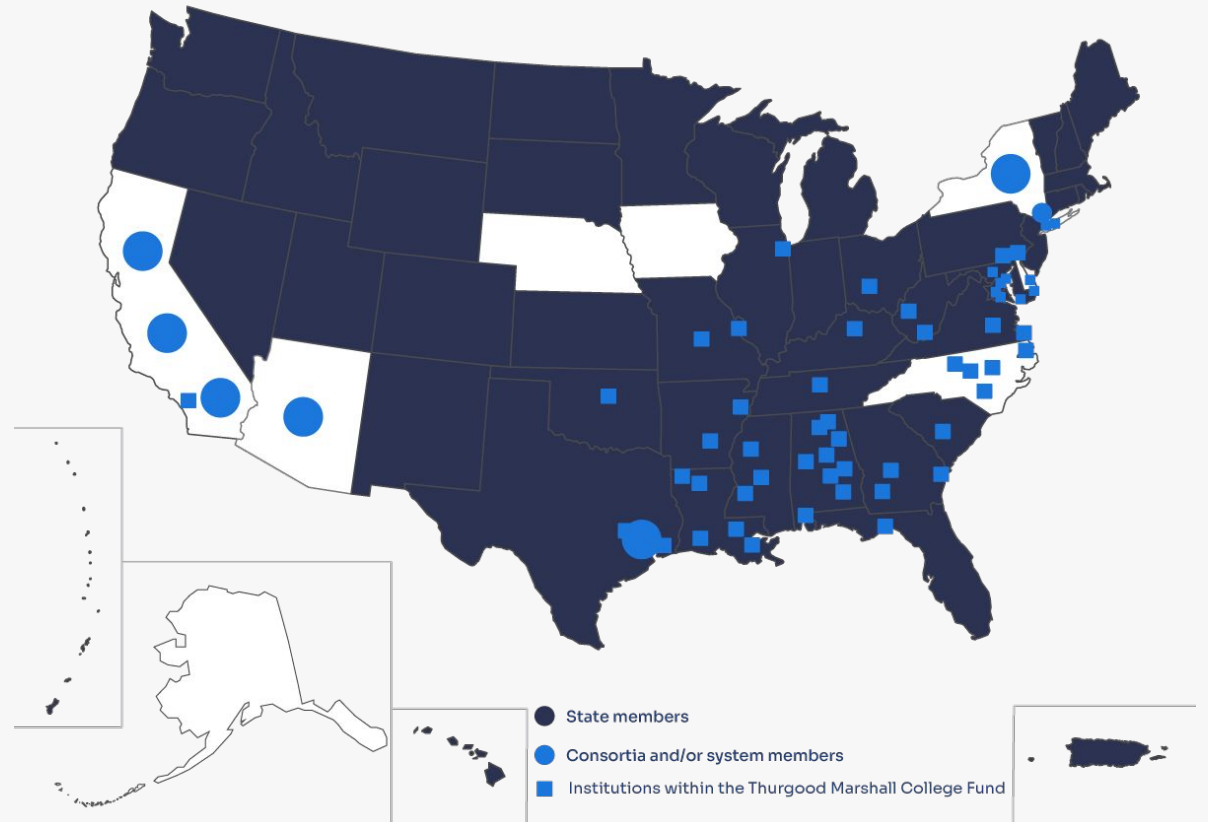 State members
Consortia and/or system members
Institutions within the Thurgood Marshall College Fund